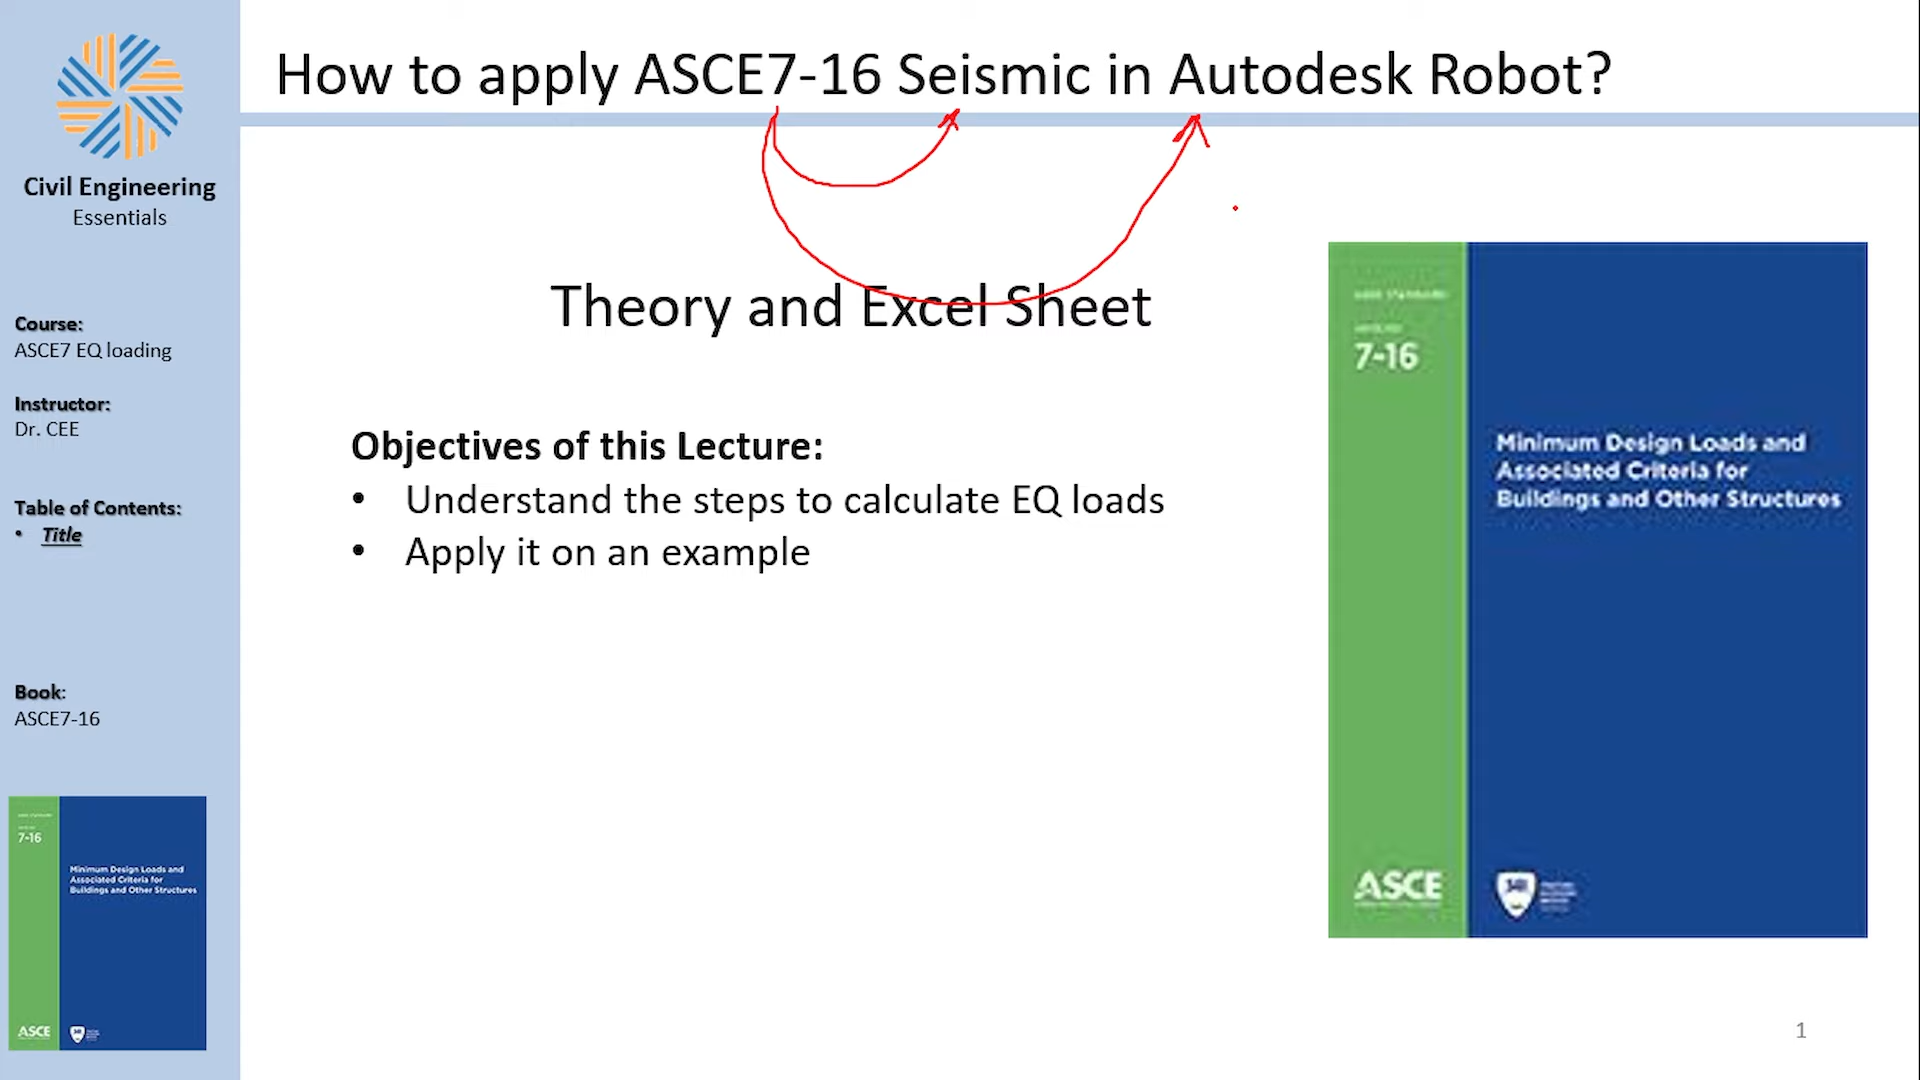 How to apply ASCE7-16 Seismic in Autodesk Robot?
Civil Engineering
Essentials
Course:
ASCE7 EQ loading
Instructor:
Dr. CEE
Table of Contents:
• Title
Book:
ASCE7-16
7-16
Minimum Design Loads and
Associated Criteria for
Buildings and Other Structures
ASCE
Theory and Excel Sheet
Objectives of this Lecture:
• Understand the steps to calculate EQ loads
• Apply it on an example
7-16
Minimum Design Loads and
Associated Criteria for
Buildings and Other Structures
ASCE
1